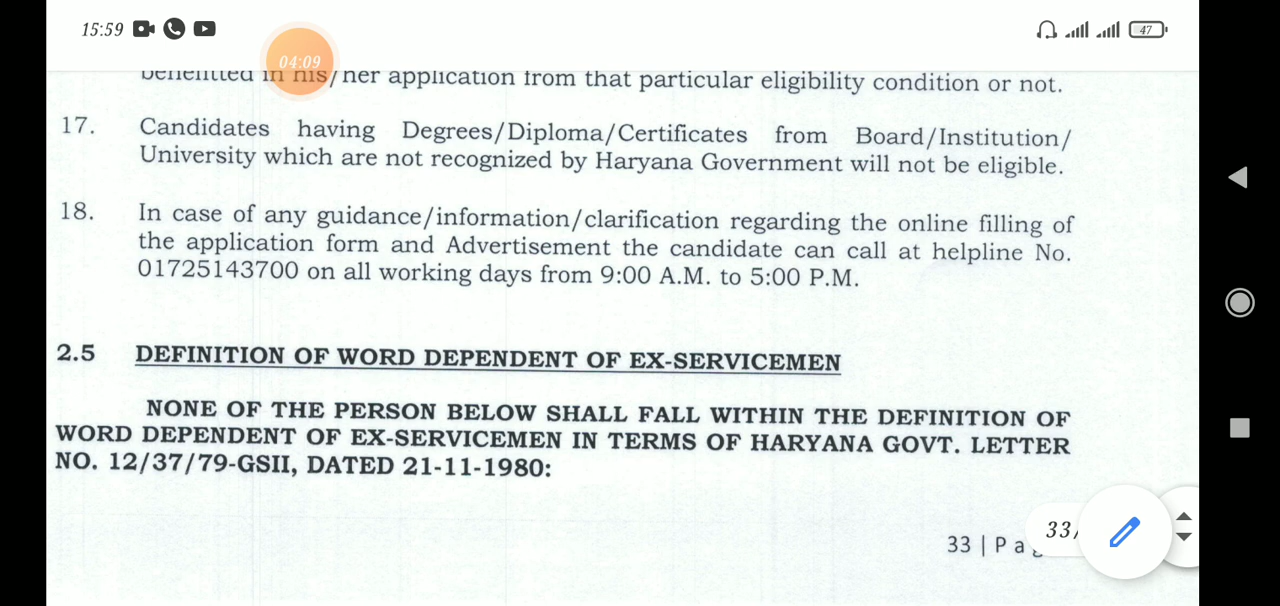 15:59
47
04:09
benefitted in his/her application from that particular eligibility condition or not.
17. Candidates having Degrees/Diploma/Certificates from Board/Institution/
University which are not recognized by Haryana Government will not be eligible.
18. In case of any guidance/information/clarification regarding the online filling of
the application form and Advertisement the candidate can call at helpline No.
01725143700 on all working days from 9:00 A.M. to 5:00 P.M.
2.5 DEFINITION OF WORD DEPENDENT OF EX-SERVICEMEN
NONE OF THE PERSON BELOW SHALL FALL WITHIN THE DEFINITION OF
WORD DEPENDENT OF EX-SERVICEMEN IN TERMS OF HARYANA GOVT. LETTER
NO. 12/37/79-GSII, DATED 21-11-1980:
33/
33 | Pa